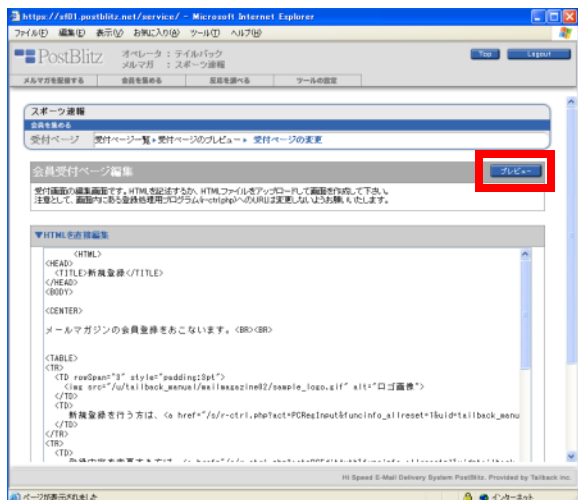 https://sf01.postblitz.net/service/ - Microsoft Internet Explorer
ファイル(F) 編集(E) 表示(V) お気に入り(A) ツール(T) ヘルプ(H)
PostBlitz
オペレータ : テイルバック
メルマガ : スポーツ速報
Top Logout
メルマガを配信する 会員を集める 反応を調べる ツールの設定
スポーツ速報
会員を集める
受付ページ 受付ページ一覧 ▸ 受付ページのプレビュー ▸ 受付ページの変更
会員受付ページ編集
プレビュー
受付画面の編集画面です。HTMLを記述するか、HTMLファイルをアップロードして画面を作成して下さい。
注意として、画面内にある登録処理用プログラム(r-ctrl.php)へのURLは変更しないようお願いいたします。
▼HTMLを直接編集
<HTML>
<HEAD>
<TITLE>新規登録</TITLE>
</HEAD>
<BODY>
<CENTER>
メールマガジンの会員登録をおこないます。<BR><BR>
<TABLE>
<TR>
<TD rowSpan="3" style="padding:3pt">
<img src="/u/tailback_manual/mailmagazine02/sample_logo.gif" alt="ロゴ画像">
</TD>
<TD>
新規登録を行う方は、<a href="/s/r-ctrl.php?act=PCRegInput&funcinfo_allreset=1&uid=tailback_manu
</TD>
</TR>
<TR>
<TD>
Hi Speed E-Mail Delivery System PostBlitz. Provided by Tailback inc.
ページが表示されました インターネット